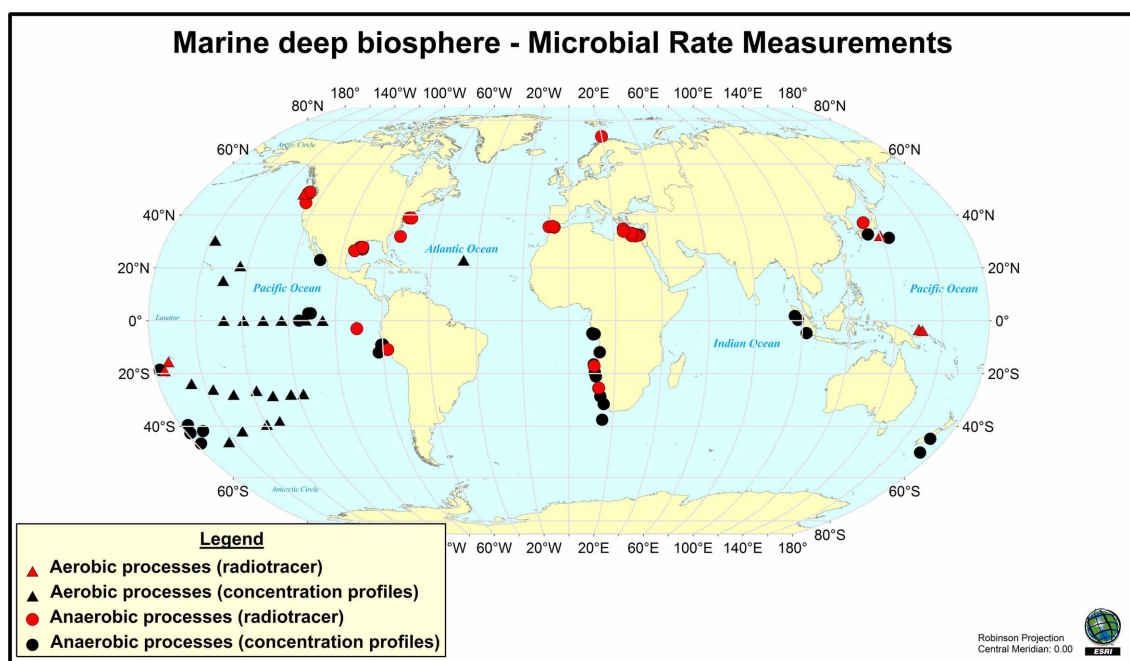 Marine deep biosphere - Microbial Rate Measurements
180° 140°W 100°W 60°W 20°W 20°E 60°E 100°E 140°E 180°
80°N 80°N
60°N Arctic Circle 60°N
40°N 40°N
Atlantic Ocean
20°N 20°N
Pacific Ocean Pacific Ocean
Equator 0° 0°
Indian Ocean
20°S 20°S
40°S 40°S
60°S Antarctic Circle 60°S
80°S
°W 60°W 20°W 20°E 60°E 100°E 140°E 180°
Legend
Aerobic processes (radiotracer)
Aerobic processes (concentration profiles)
Anaerobic processes (radiotracer)
Anaerobic processes (concentration profiles)
Robinson Projection
Central Meridian: 0.00
ESRI